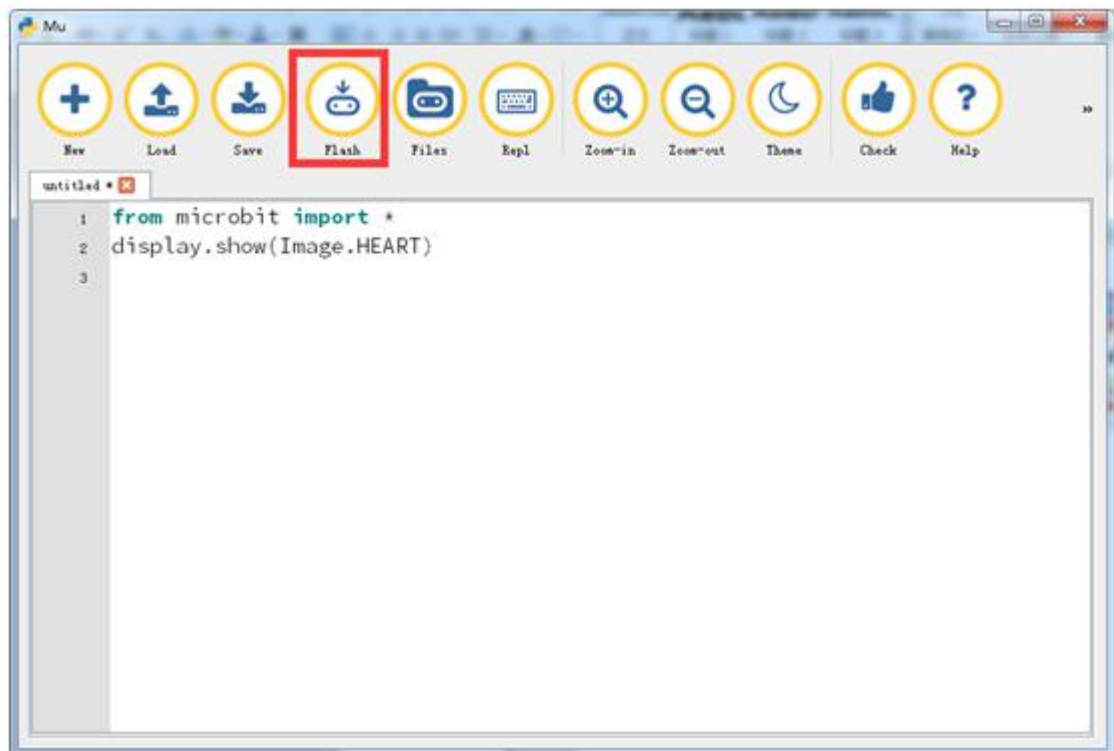 Mu
New Load Save Flash Files Repl Zoom-in Zoom-out Theme Check Help »
untitled *
1 from microbit import *
2 display.show(Image.HEART)
3